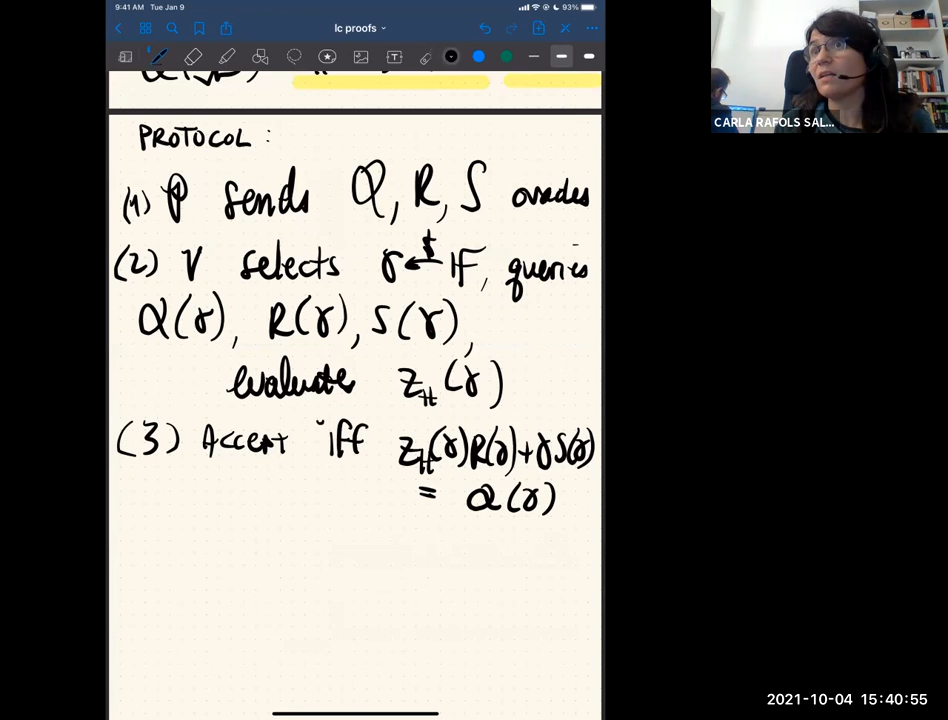 9:41 AM Tue Jan 9
93%
lc proofs
PROTOCOL:
(1) P sends Q, R, S oracles
(2) V selects γ ←$ F, queries
Q(γ), R(γ), S(γ),
evaluate Z_H(γ)
(3) Accept iff Z_H(γ)R(γ)+γS(γ)
= Q(γ)
CARLA RAFOLS SAL...
2021-10-04 15:40:55